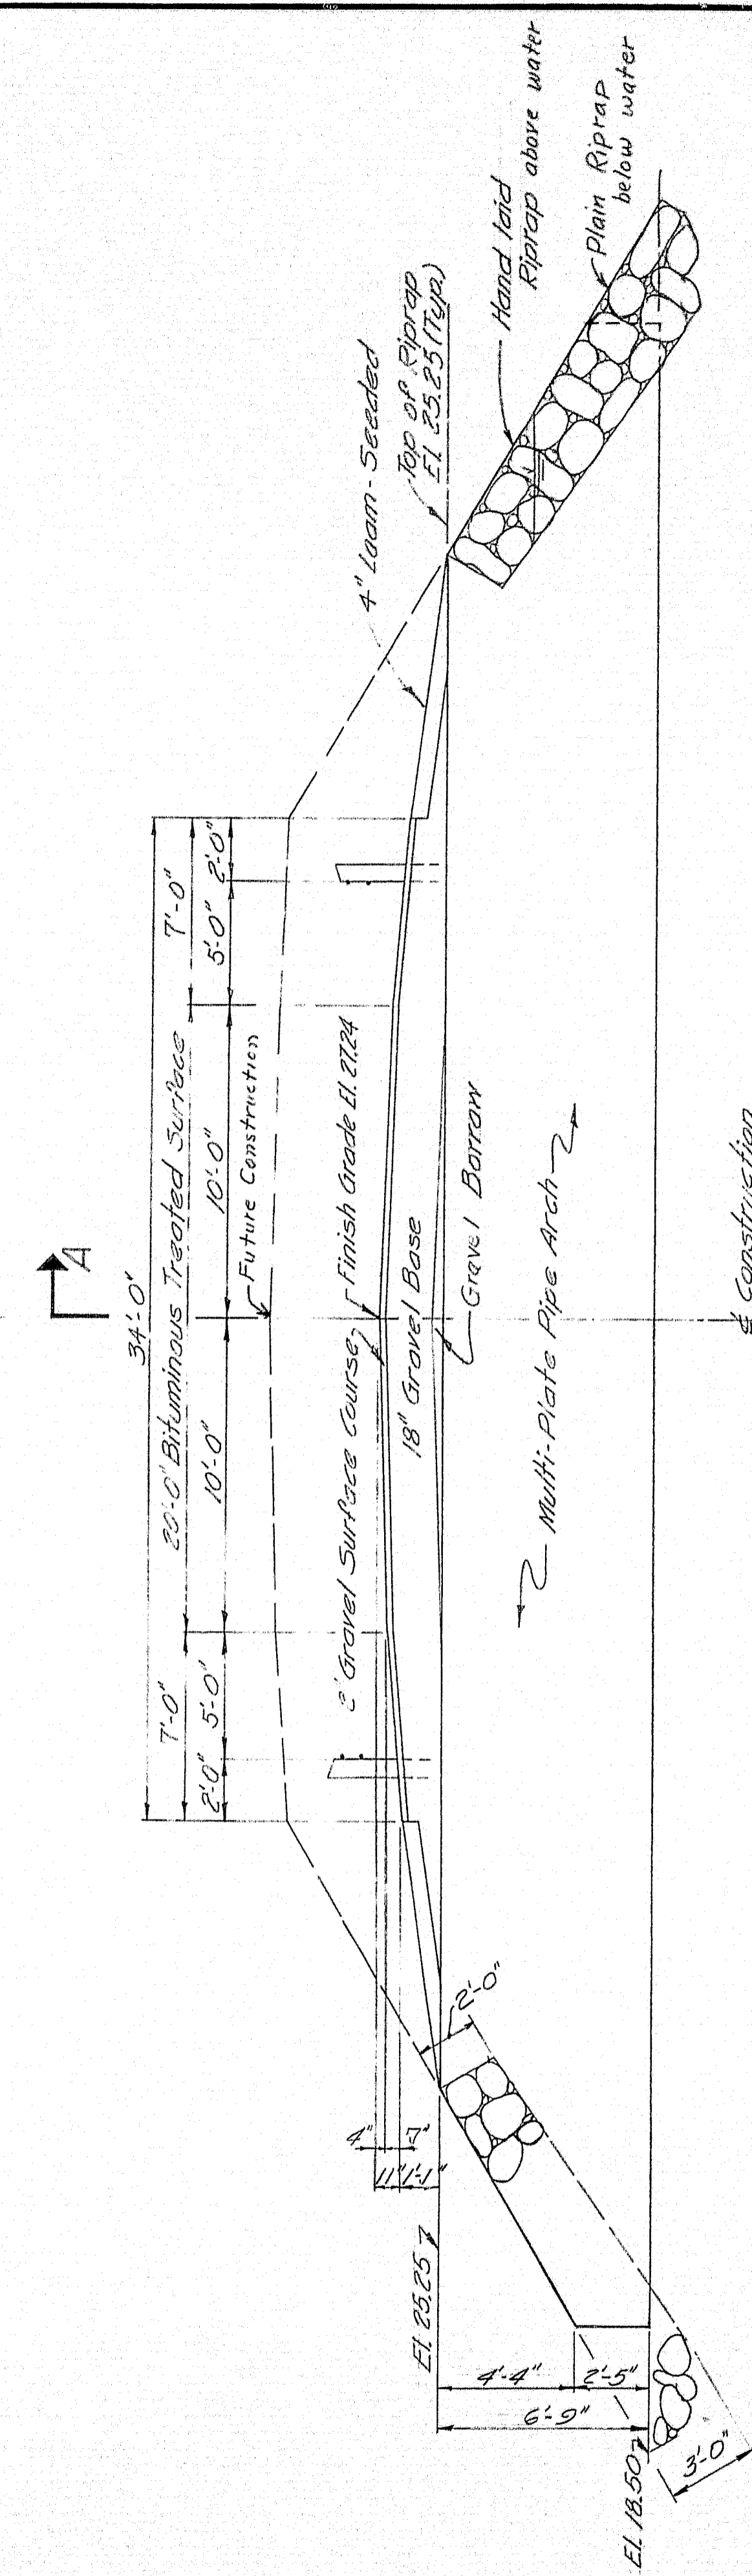 A
34'-0"
7'-0"
20'-0" Bituminous Treated Surface
7'-0"
2'-0"
5'-0"
10'-0"
10'-0"
5'-0"
2'-0"
Future Construction
2" Gravel Surface Course
Finish Grade El. 27.24
18" Gravel Base
Gravel Borrow
Multi-Plate Pipe Arch
4" Loam-Seeded
Top of Riprap
El. 25.25 (Typ.)
Hand laid
Riprap above water
Plain Riprap
below water
2'-0"
4"
7"
11"
1'-1"
El. 25.25
4'-4"
2'-5"
6'-9"
El. 18.50
3'-0"
℄ Construction